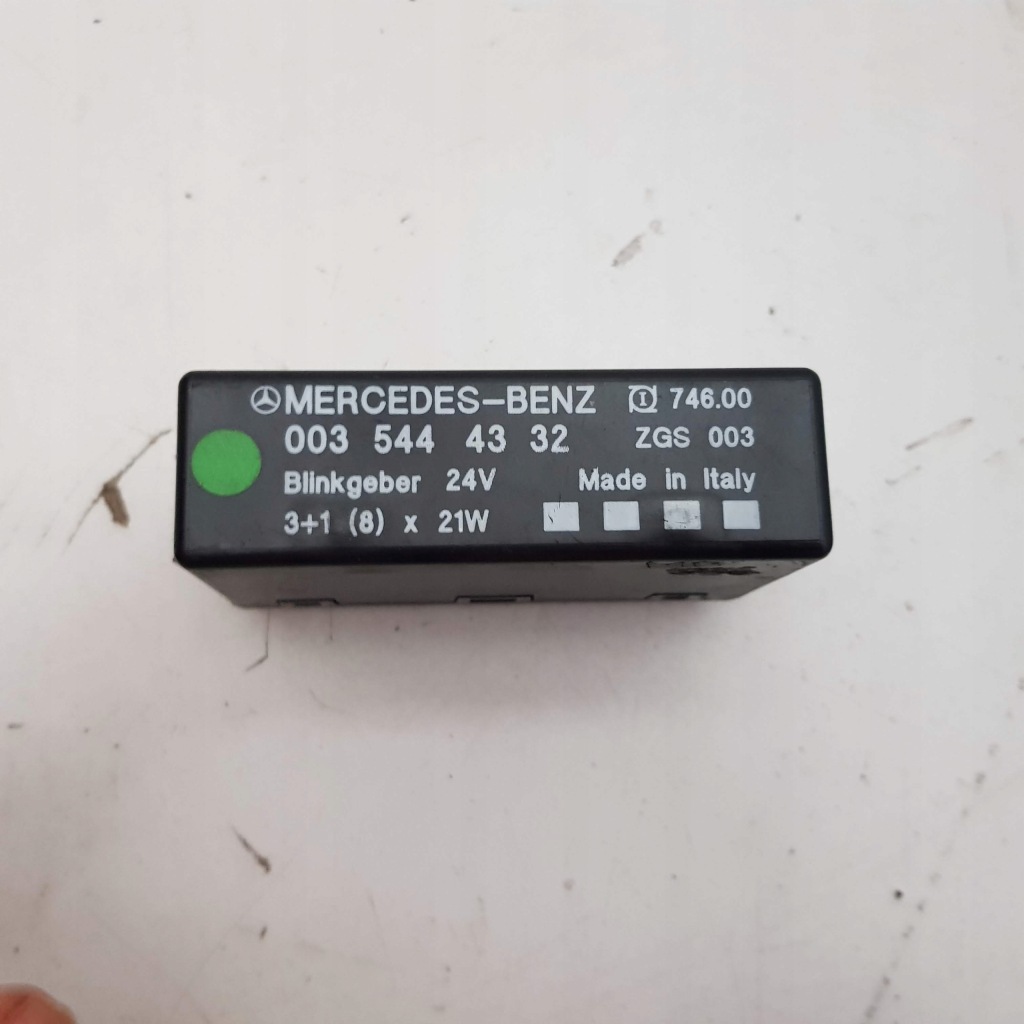 MERCEDES-BENZ 746.00
003 544 43 32 ZGS 003
Blinkgeber 24V Made in Italy
3+1 (8) x 21W